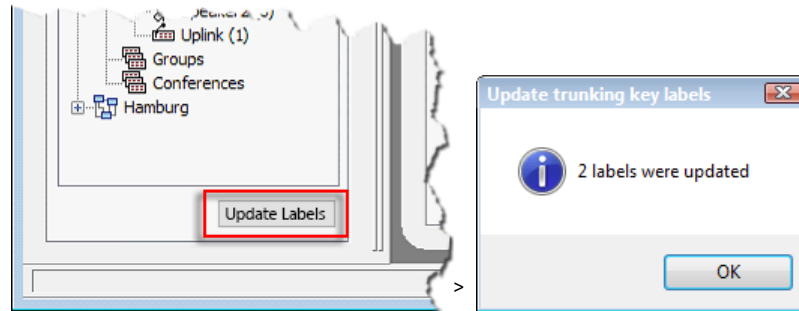 Uplink (1)
Groups
Conferences
Hamburg
Update Labels
>
Update trunking key labels
2 labels were updated
OK